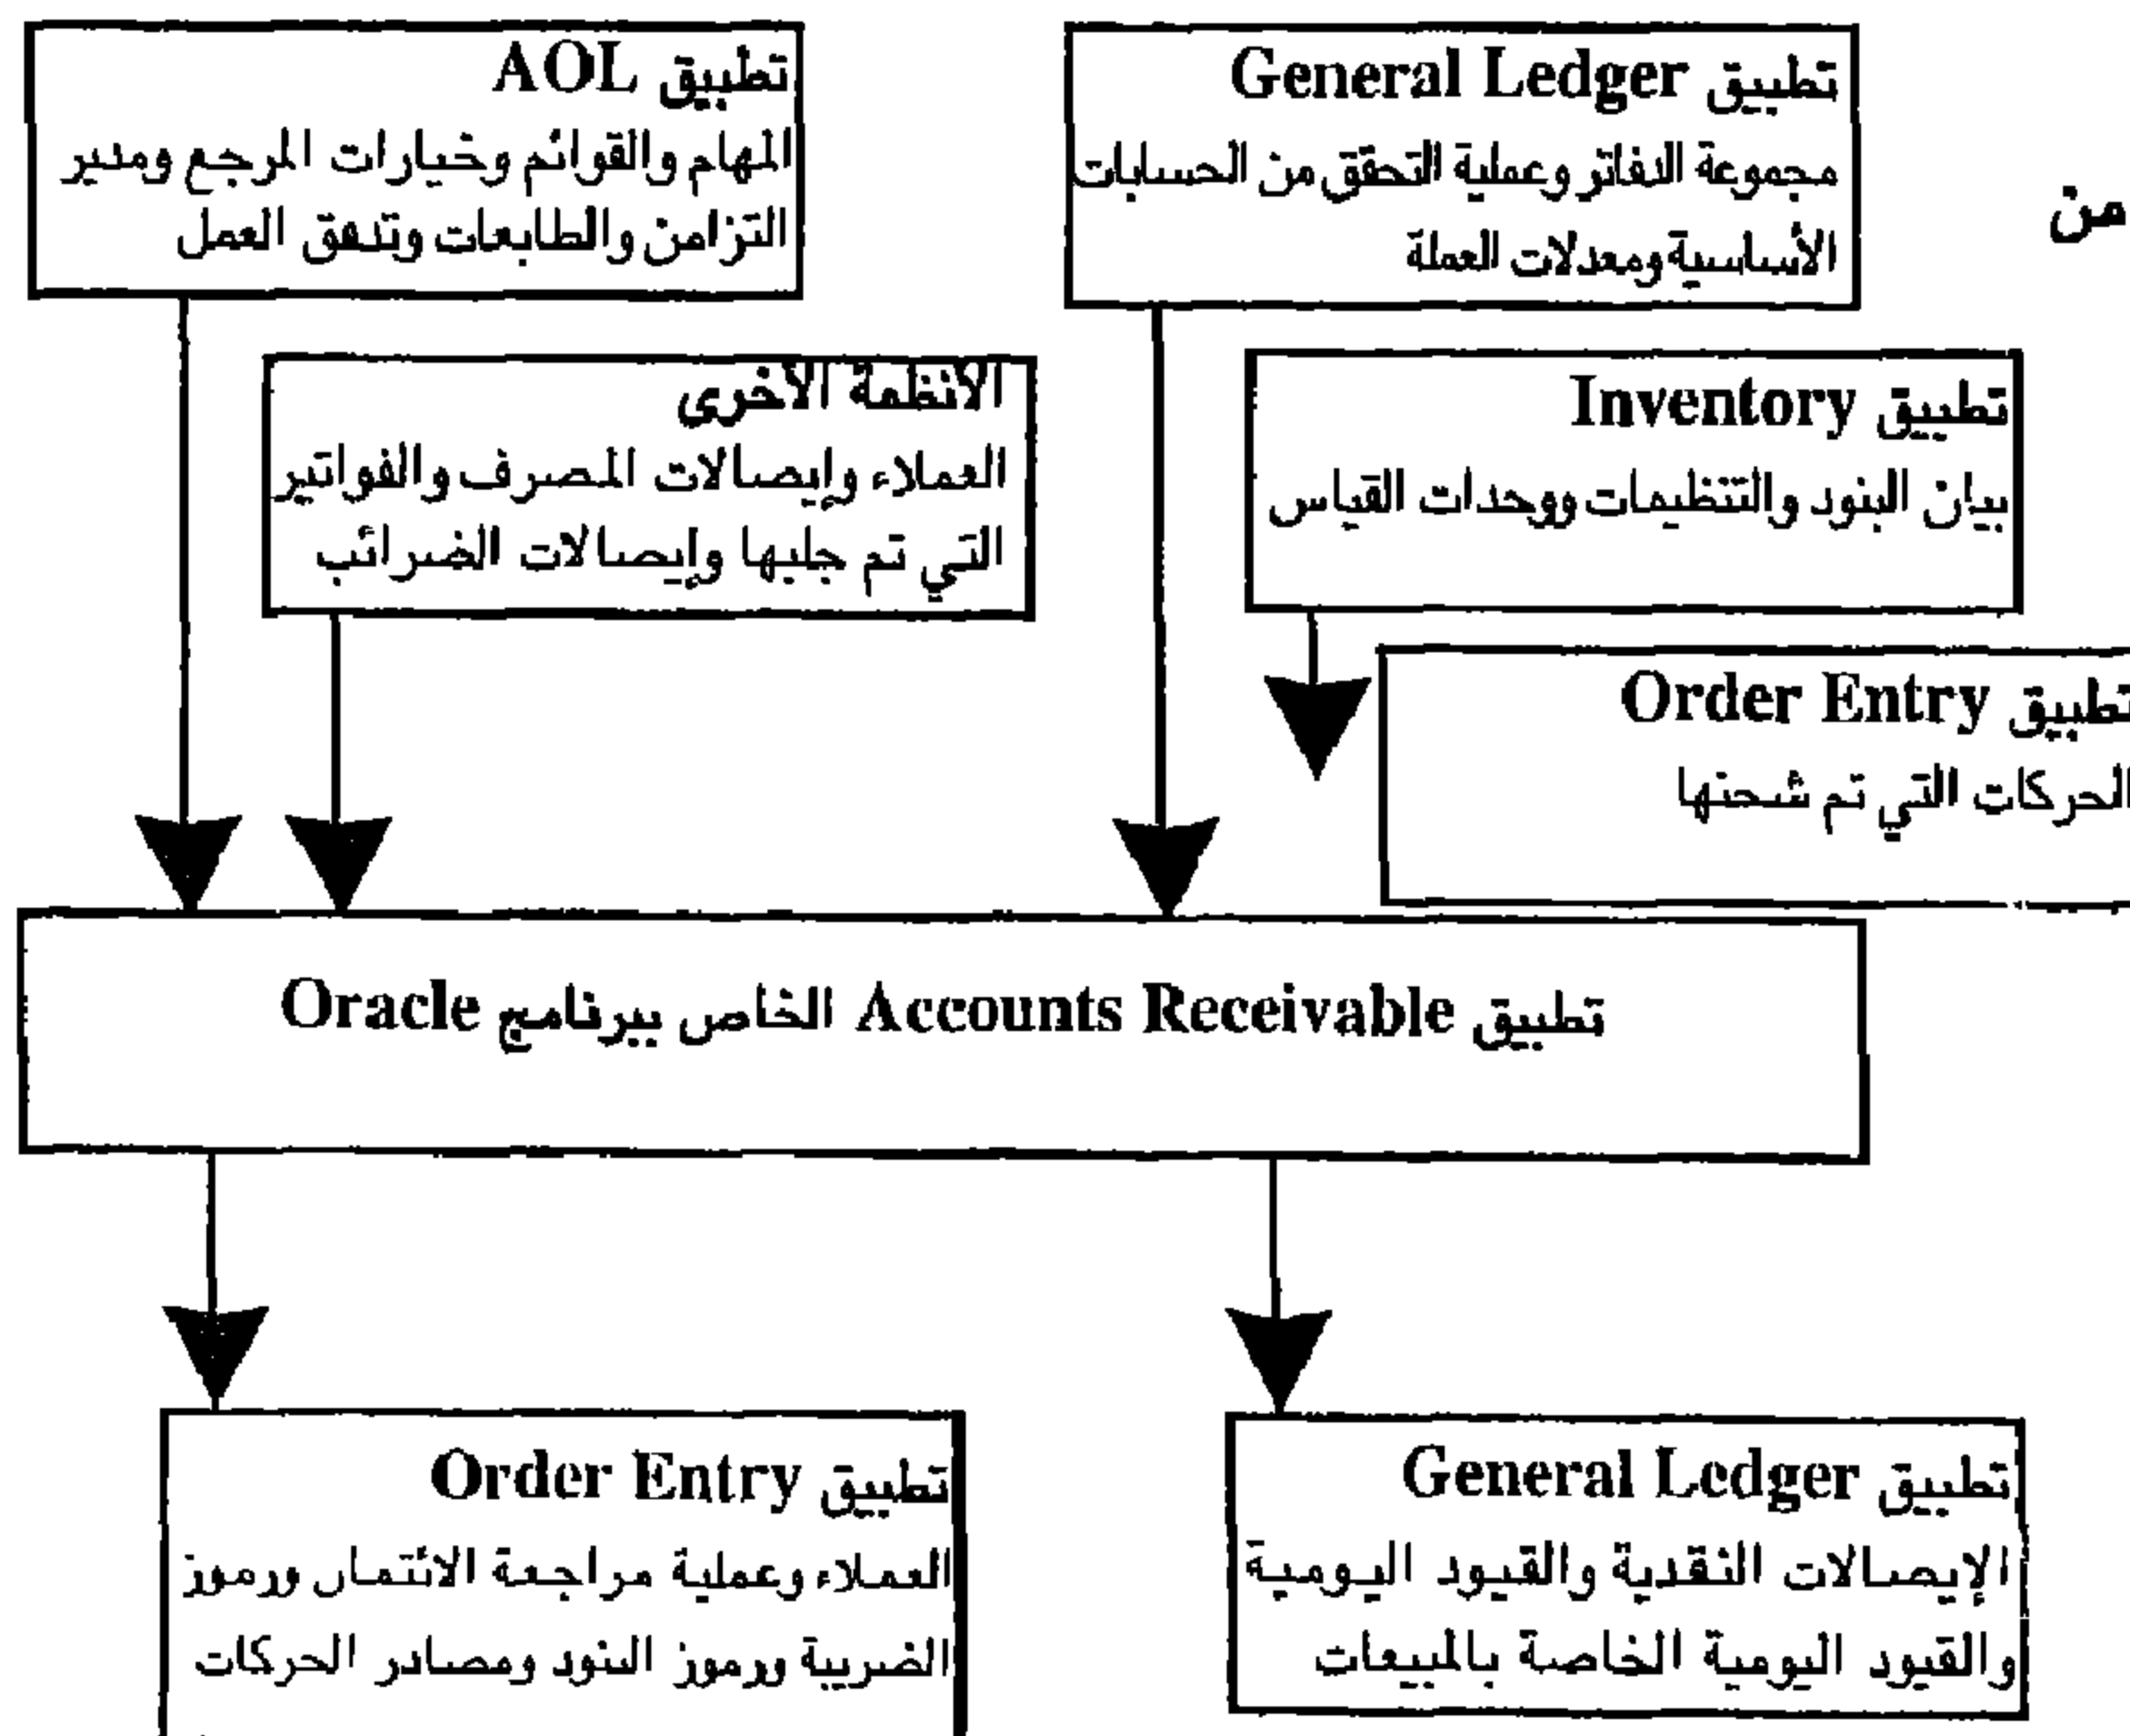 من
تطبيق General Ledger
مجموعة الدفاتر وعملية التحقق من الحسابات
الأساسية ومعدلات العملة
تطبيق AOL
المهام والقوائم وخيارات المرجع ومدير
التزامن والطابعات وتدفق العمل
تطبيق Inventory
بيان البنود والتنظيمات ووحدات القياس
الأنظمة الأخرى
العملاء وإيصالات المصرف والفواتير
التي تم جلبها وإيصالات الضرائب
تطبيق Order Entry
الحركات التي تم شحنها
تطبيق Accounts Receivable الخاص ببرنامج Oracle
تطبيق General Ledger
الإيصالات النقدية والقيود اليومية
والقيود اليومية الخاصة بالمبيعات
تطبيق Order Entry
العملاء وعملية مراجعة الائتمان ورموز
الضريبة ورموز البنود ومصادر الحركات